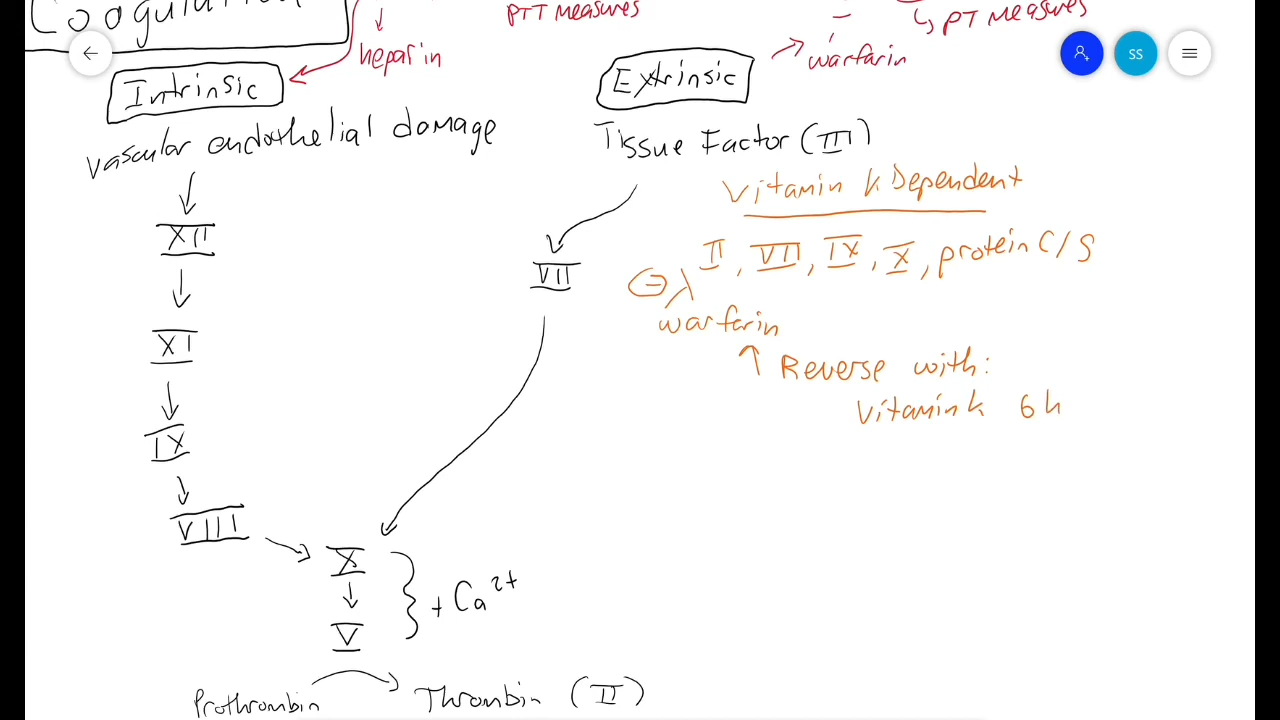 Coagulation
PTT measures
PT measures
heparin
warfarin
SS
Intrinsic
Extrinsic
vascular endothelial damage
Tissue Factor (III)
Vitamin K Dependent
XII
VII
II, VII, IX, X, protein C/S
warfarin
XI
Reverse with:
Vitamin K 6h
IX
VIII
X
+ Ca2+
V
Prothrombin
Thrombin (II)